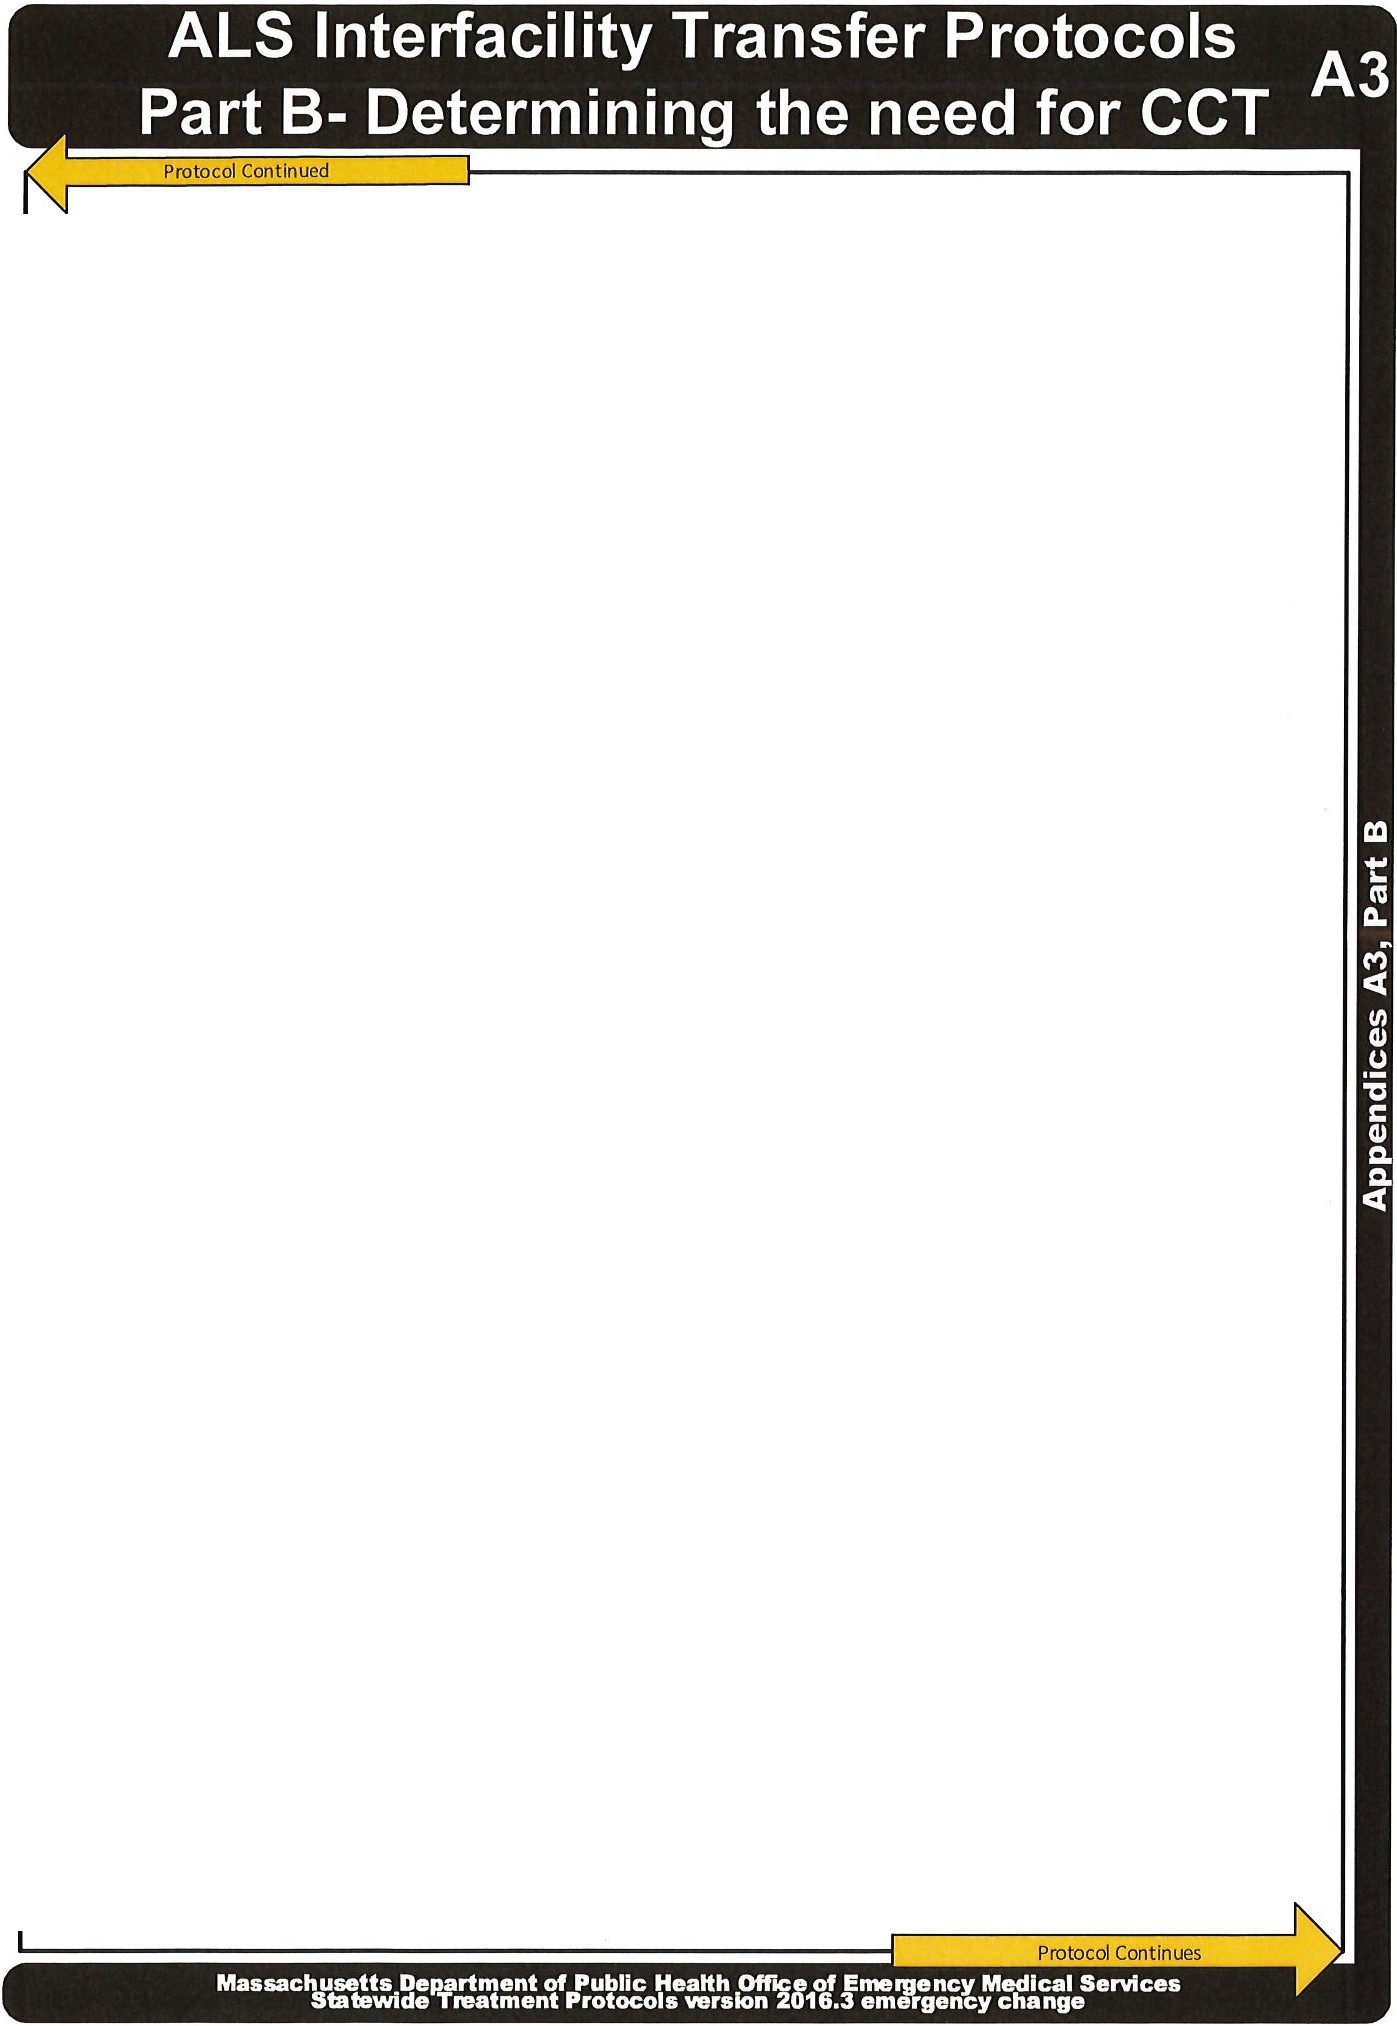 ALS Interfacility Transfer Protocols
A3
Part B- Determining the need for CCT
Protocol Continued
Appendices A3, Part B
Protocol Continues
Massachusetts Department of Public Health Office of Emergency Medical Services
Statewide Treatment Protocols version 2016.3 emergency change